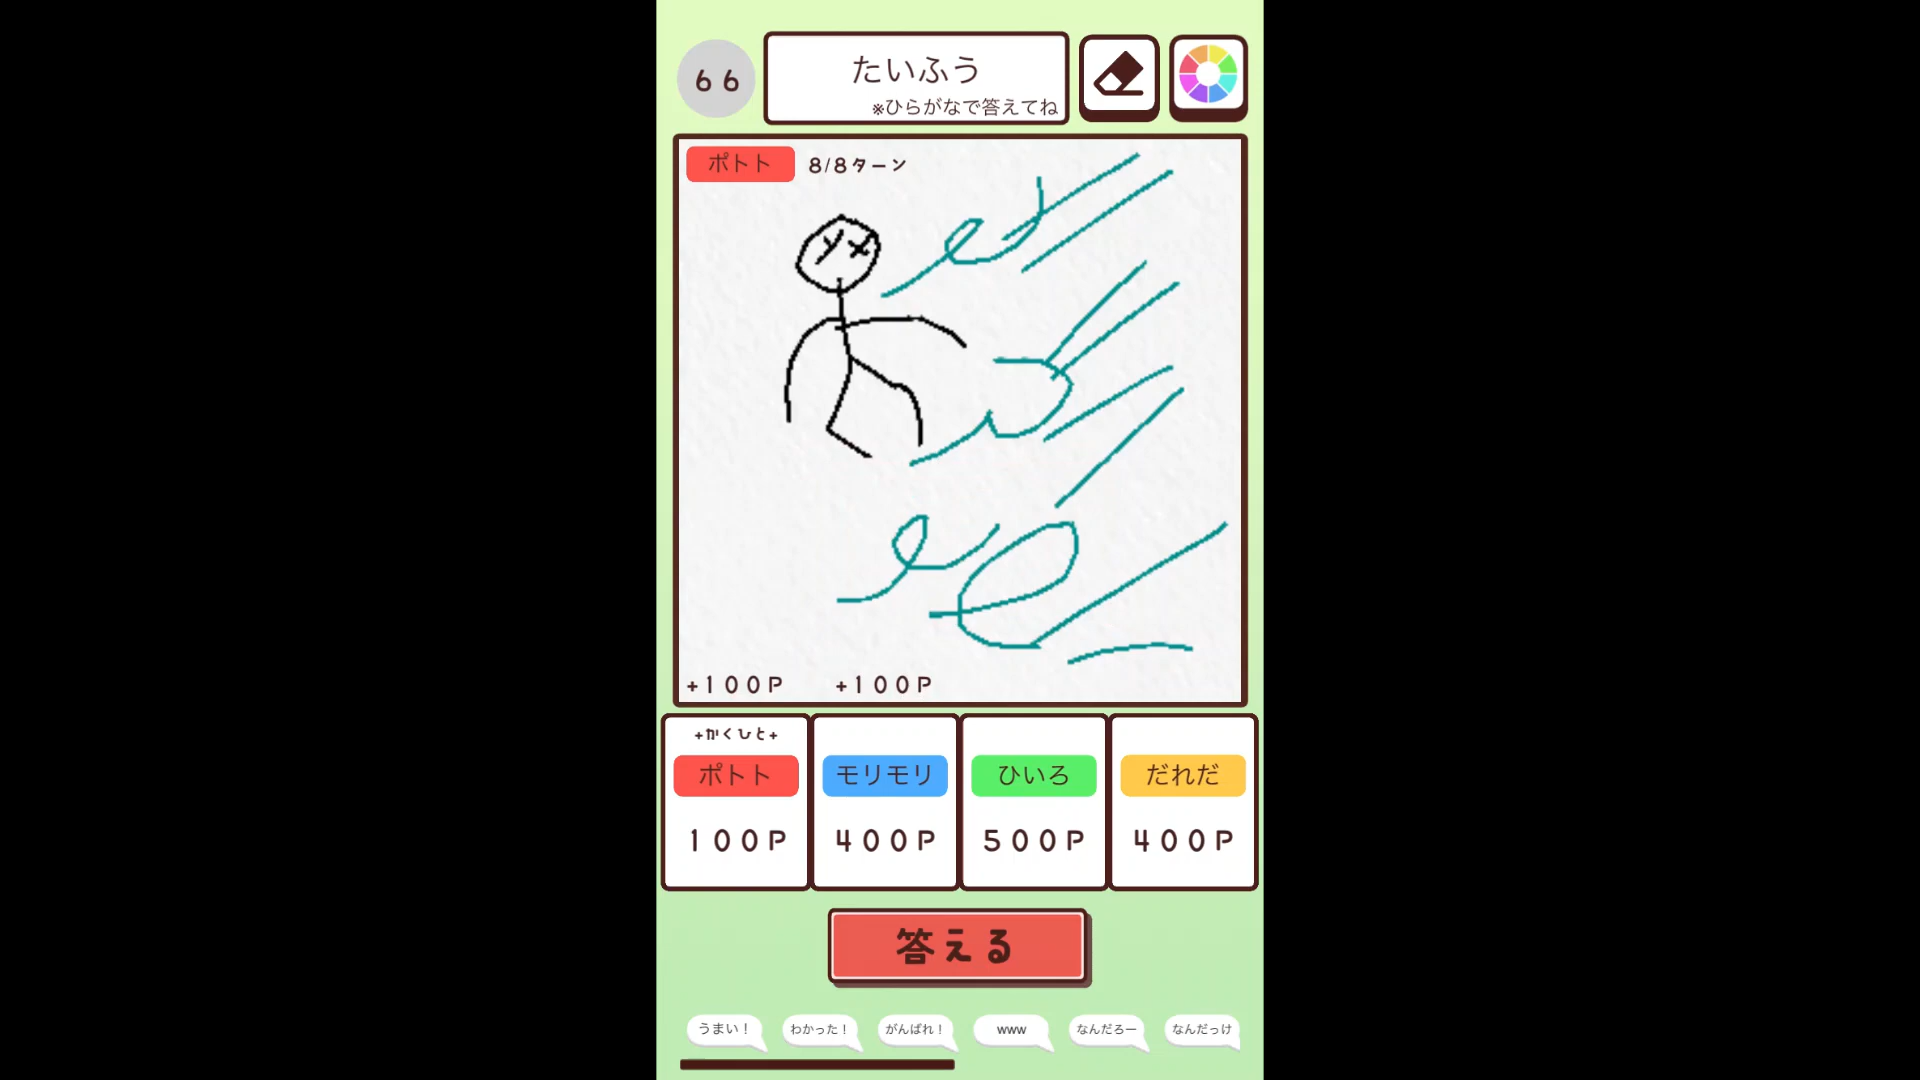 66
たいふう
※ひらがなで答えてね
ポトト 8/8ターン
+100P +100P
+かくひと+
ポトト モリモリ ひいろ だれだ
100P 400P 500P 400P
答える
うまい! わかった! がんばれ! www なんだろー なんだっけ